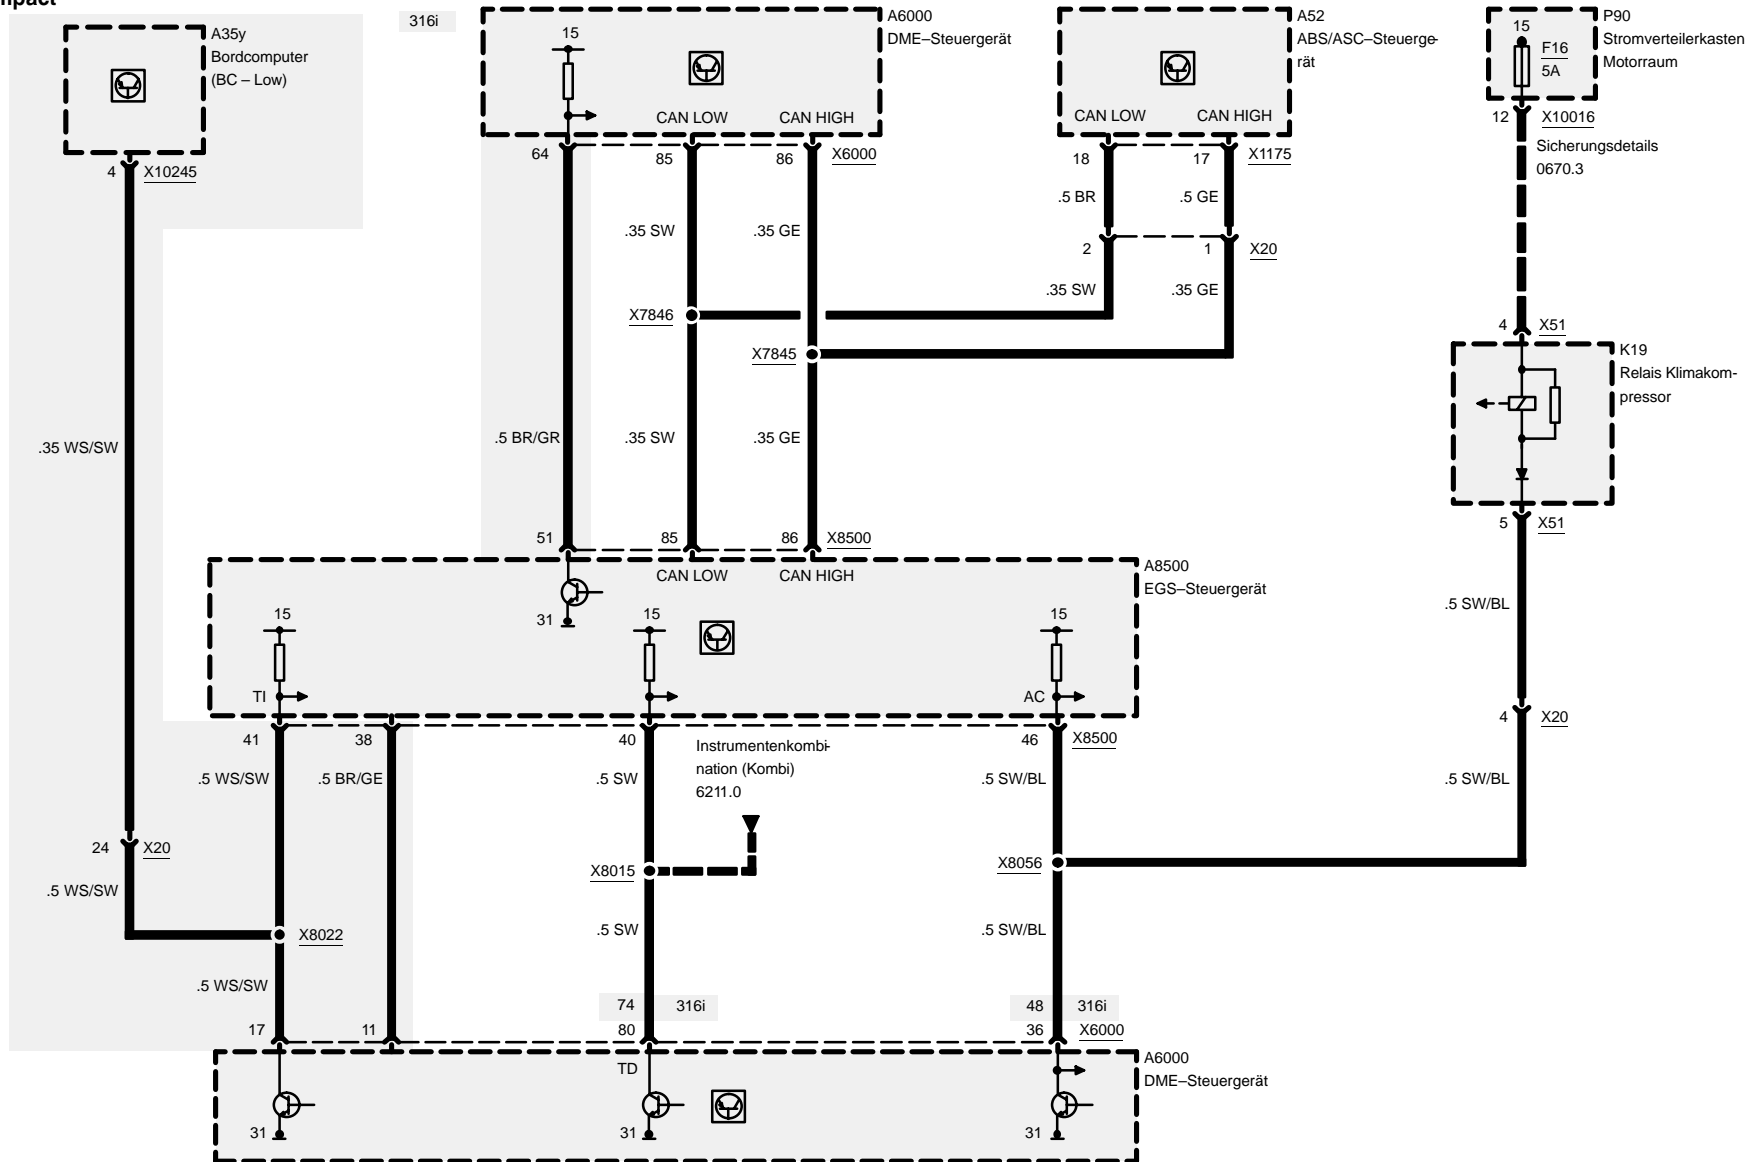 mpact
316i
A35y
Bordcomputer
(BC – Low)
4
X10245
15
A6000
DME–Steuergerät
CAN LOW
CAN HIGH
64
85
86
X6000
A52
ABS/ASC–Steuerge-
rät
CAN LOW
CAN HIGH
18
17
X1175
P90
Stromverteilerkasten
Motorraum
15
F16
5A
12
X10016
Sicherungsdetails
0670.3
.5 BR
.5 GE
.35 SW
.35 GE
2
1
X20
.35 SW
.35 GE
X7846
X7845
4
X51
K19
Relais Klimakom-
pressor
.35 WS/SW
.5 BR/GR
.35 SW
.35 GE
5
X51
51
85
86
X8500
CAN LOW
CAN HIGH
A8500
EGS–Steuergerät
.5 SW/BL
31
15
15
15
TI
AC
41
38
40
46
X8500
4
X20
Instrumentenkombi-
nation (Kombi)
6211.0
.5 WS/SW
.5 BR/GE
.5 SW
.5 SW/BL
.5 SW/BL
24
X20
X8015
X8056
.5 WS/SW
X8022
.5 SW
.5 SW/BL
.5 WS/SW
74
316i
48
316i
17
11
80
36
X6000
TD
A6000
DME–Steuergerät
31
31
31